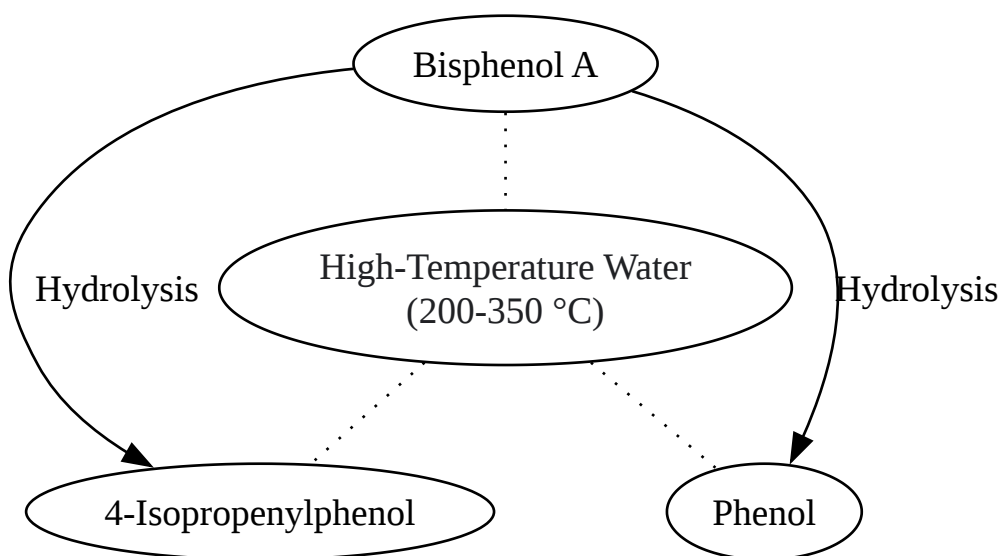 Bisphenol A
High-Temperature Water
(200-350 °C)
Hydrolysis
Hydrolysis
4-Isopropenylphenol
Phenol